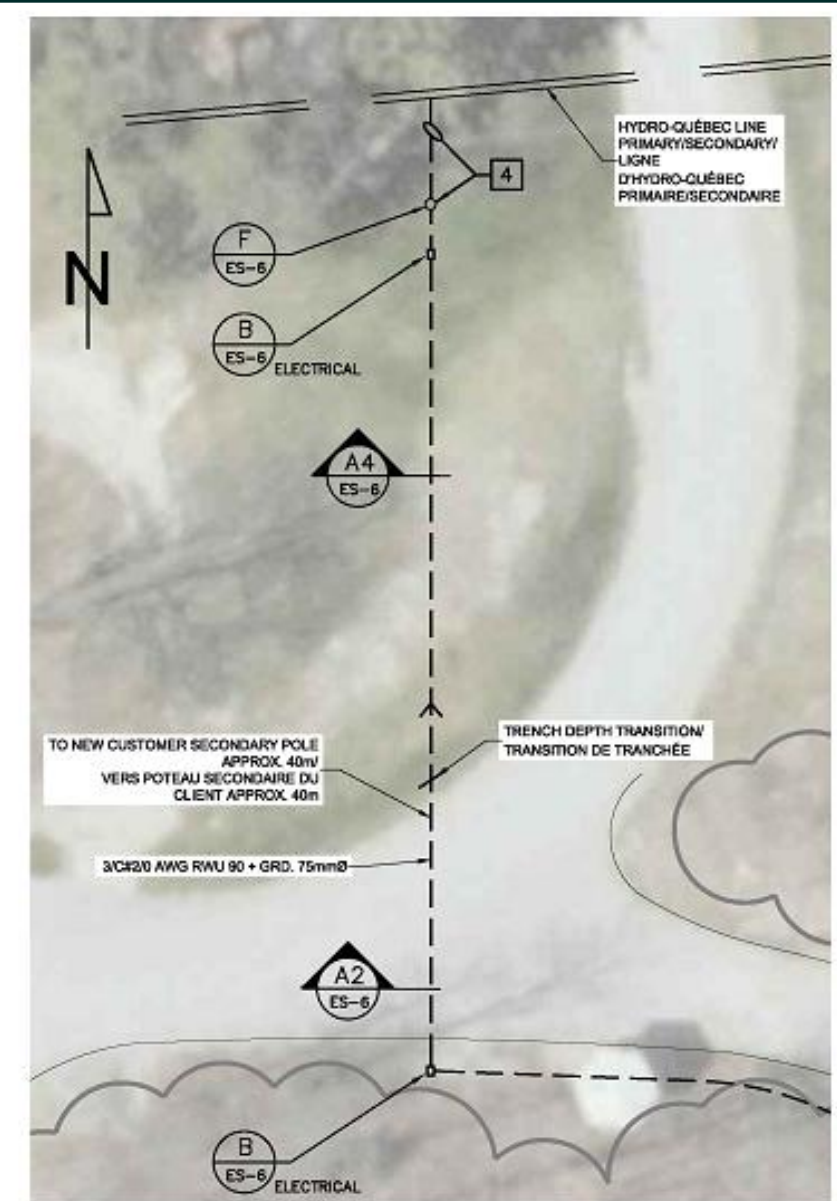 HYDRO-QUÉBEC LINE
PRIMARY/SECONDARY/
LIGNE
D'HYDRO-QUÉBEC
PRIMAIRE/SECONDAIRE
4
N
F
ES-6
B
ES-6
ELECTRICAL
A4
ES-6
TRENCH DEPTH TRANSITION/
TRANSITION DE TRANCHÉE
TO NEW CUSTOMER SECONDARY POLE
APPROX. 40m/
VERS POTEAU SECONDAIRE DU
CLIENT APPROX. 40m
3/C#2/0 AWG RWU 90 + GRD. 75mmØ
A2
ES-6
B
ES-6
ELECTRICAL